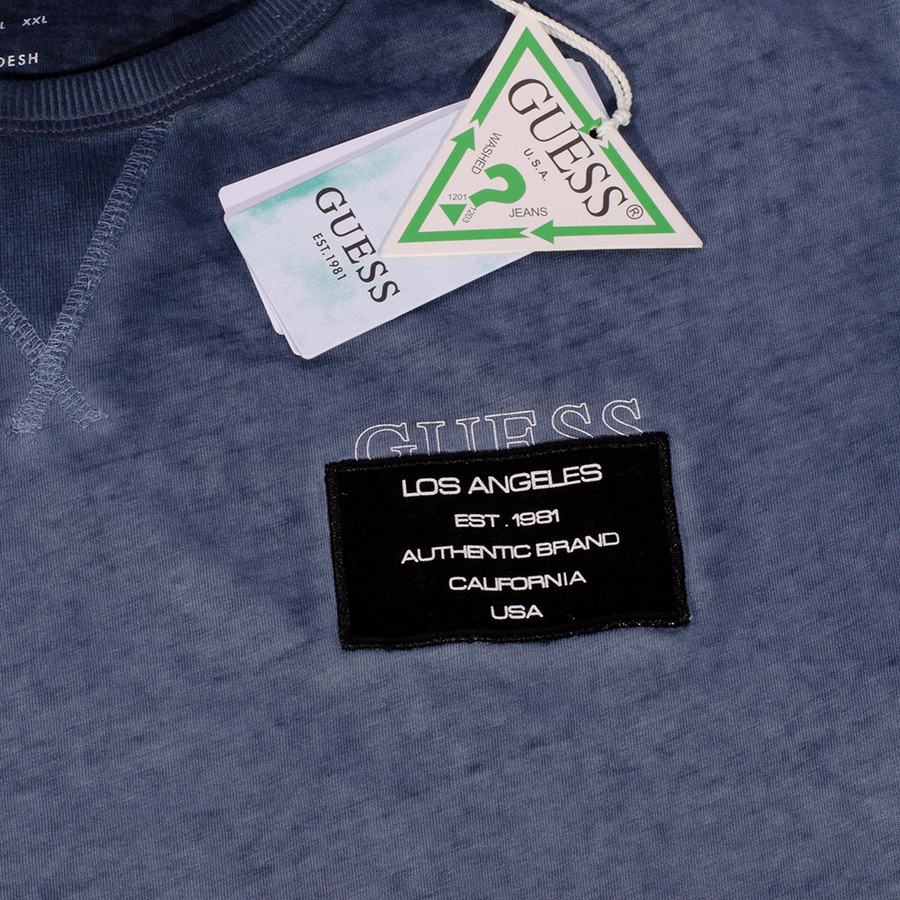 L XXL
DESH
GUESS
U.S.A.
WASHED
?
1201
1203
JEANS
GUESS
EST.1981
GUESS
LOS ANGELES
EST . 1981
AUTHENTIC BRAND
CALIFORNIA
USA